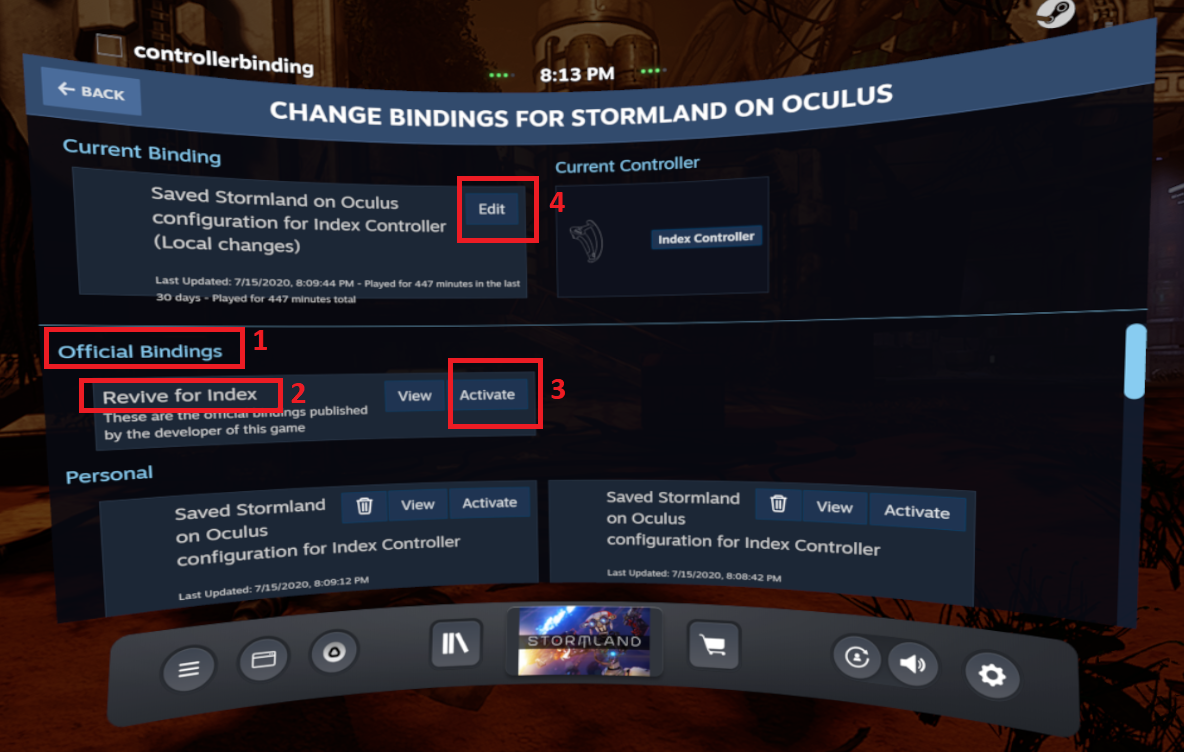 controllerbinding
8:13 PM
← BACK
CHANGE BINDINGS FOR STORMLAND ON OCULUS
Current Binding
Saved Stormland on Oculus
configuration for Index Controller
(Local changes)
Edit
4
Last Updated: 7/15/2020, 8:09:44 PM - Played for 447 minutes in the last
30 days - Played for 447 minutes total
Current Controller
Index Controller
Official Bindings
1
Revive for Index
2
These are the official bindings published
by the developer of this game
View
Activate
3
Personal
Saved Stormland
on Oculus
configuration for Index Controller
View
Activate
Last Updated: 7/15/2020, 8:09:12 PM
Saved Stormland
on Oculus
configuration for Index Controller
View
Activate
Last Updated: 7/15/2020, 8:08:42 PM
STORMLAND